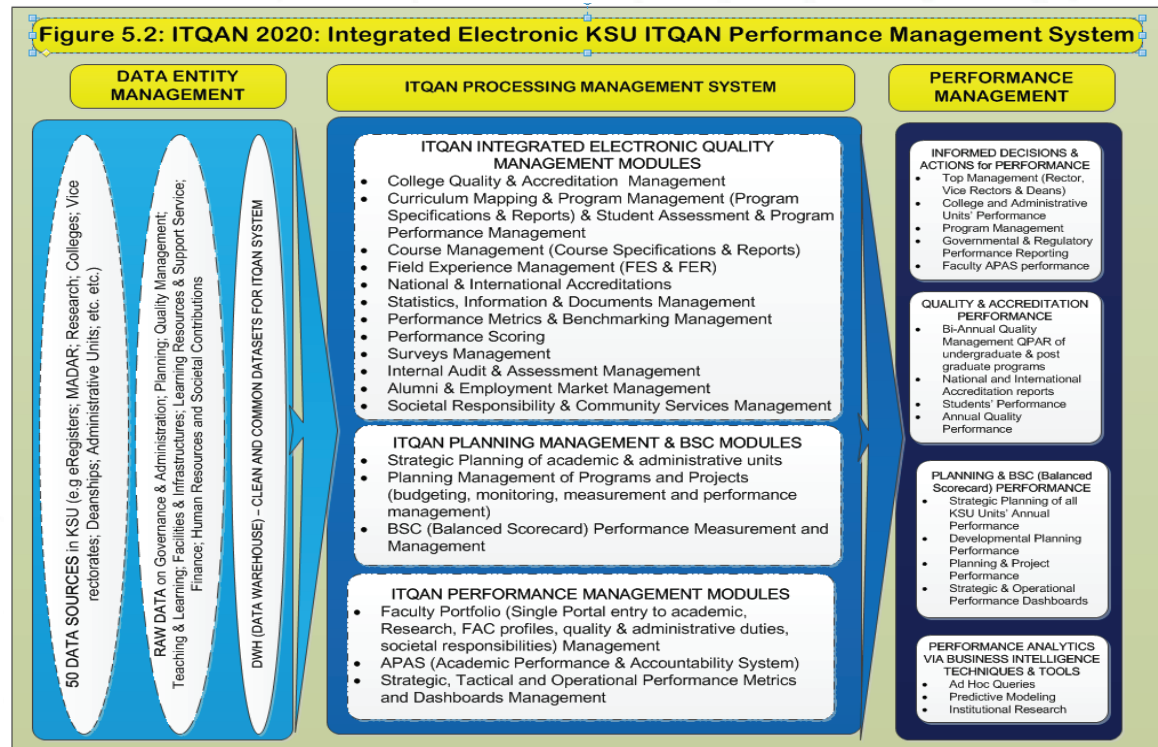 Figure 5.2: ITQAN 2020: Integrated Electronic KSU ITQAN Performance Management System
DATA ENTITY
MANAGEMENT
ITQAN PROCESSING MANAGEMENT SYSTEM
PERFORMANCE
MANAGEMENT
50 DATA SOURCES in KSU (e.g eRegisters; MADAR; Research; Colleges; Vice
rectorates; Deanships; Administrative Units; etc. etc.)
RAW DATA on Governance & Administration; Planning; Quality Management;
Teaching & Learning; Facilities & Infrastructures; Learning Resources & Support Service;
Finance; Human Resources and Societal Contributions
DWH (DATA WAREHOUSE) – CLEAN AND COMMON DATASETS FOR ITQAN SYSTEM
ITQAN INTEGRATED ELECTRONIC QUALITY
MANAGEMENT MODULES
• College Quality & Accreditation Management
• Curriculum Mapping & Program Management (Program
Specifications & Reports) & Student Assessment & Program
Performance Management
• Course Management (Course Specifications & Reports)
• Field Experience Management (FES & FER)
• National & International Accreditations
• Statistics, Information & Documents Management
• Performance Metrics & Benchmarking Management
• Performance Scoring
• Surveys Management
• Internal Audit & Assessment Management
• Alumni & Employment Market Management
• Societal Responsibility & Community Services Management
ITQAN PLANNING MANAGEMENT & BSC MODULES
• Strategic Planning of academic & administrative units
• Planning Management of Programs and Projects
(budgeting, monitoring, measurement and performance
management)
• BSC (Balanced Scorecard) Performance Measurement and
Management
ITQAN PERFORMANCE MANAGEMENT MODULES
• Faculty Portfolio (Single Portal entry to academic,
Research, FAC profiles, quality & administrative duties,
societal responsibilities) Management
• APAS (Academic Performance & Accountability System)
• Strategic, Tactical and Operational Performance Metrics
and Dashboards Management
INFORMED DECISIONS &
ACTIONS for PERFORMANCE
• Top Management (Rector,
Vice Rectors & Deans)
• College and Administrative
Units' Performance
• Program Management
• Governmental & Regulatory
Performance Reporting
• Faculty APAS performance
QUALITY & ACCREDITATION
PERFORMANCE
• Bi-Annual Quality
Management QPAR of
undergraduate & post
graduate programs
• National and International
Accreditation reports
• Students' Performance
• Annual Quality
Performance
PLANNING & BSC (Balanced
Scorecard) PERFORMANCE
• Strategic Planning of all
KSU Units' Annual
Performance
• Developmental Planning
Performance
• Planning & Project
Performance
• Strategic & Operational
Performance Dashboards
PERFORMANCE ANALYTICS
VIA BUSINESS INTELLIGENCE
TECHNIQUES & TOOLS
• Ad Hoc Queries
• Predictive Modeling
• Institutional Research